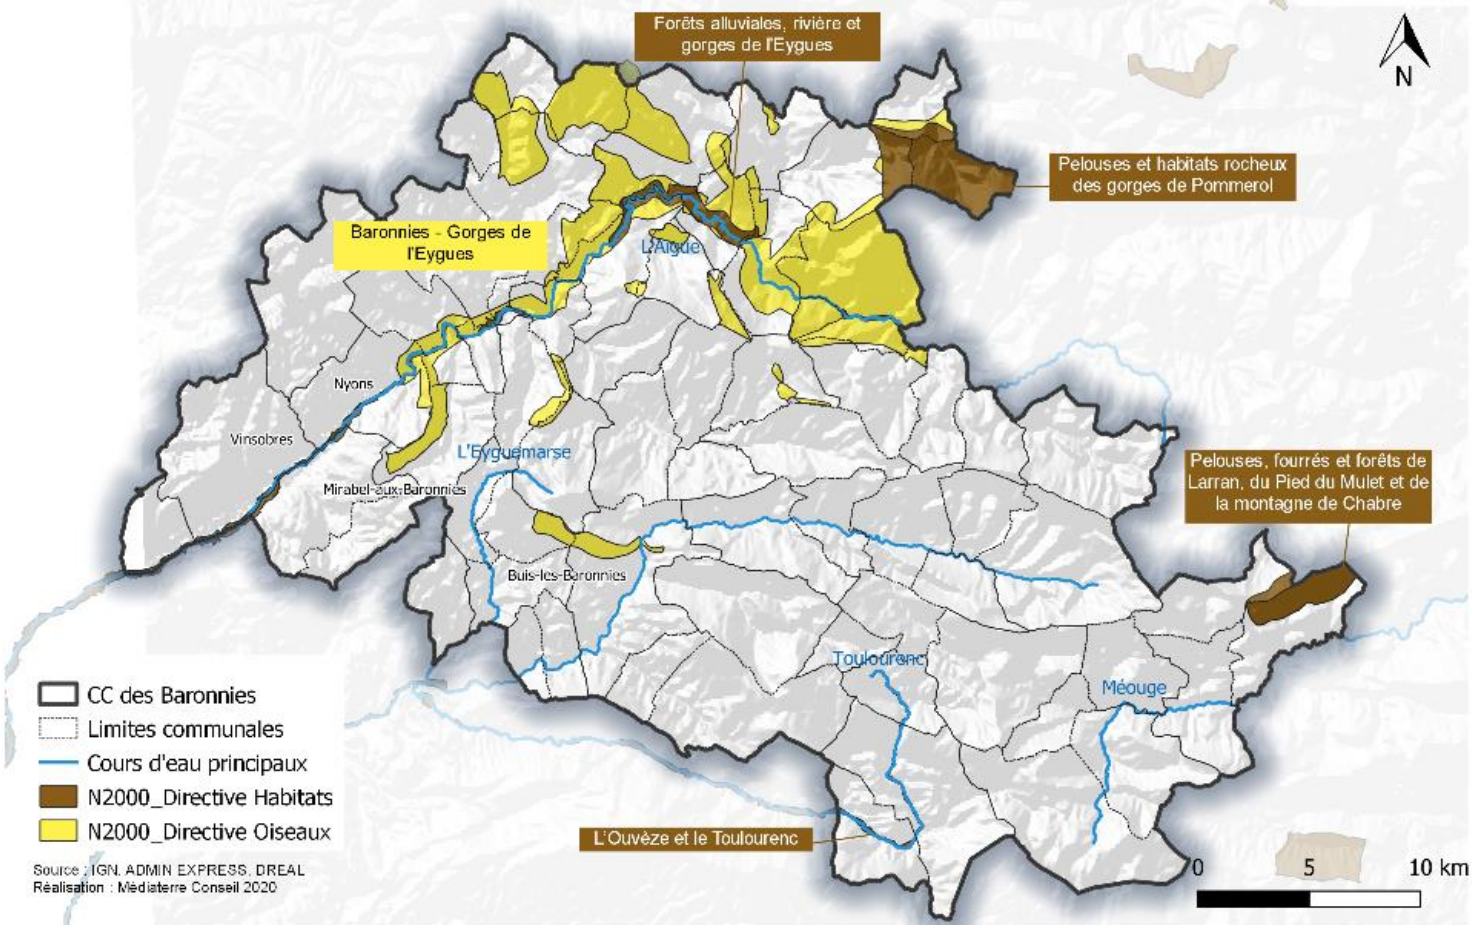 Forêts alluviales, rivière et
gorges de l'Eygues
N
Pelouses et habitats rocheux
des gorges de Pommerol
Baronnies - Gorges de
l'Eygues
L'Aigue
Nyons
Vinsobres
L'Eyguemarse
Mirabel-aux-Baronnies
Pelouses, fourrés et forêts de
Larran, du Pied du Mulet et de
la montagne de Chabre
Buis-les-Baronnies
Toulourenc
Méouge
CC des Baronnies
Limites communales
Cours d'eau principaux
N2000_Directive Habitats
N2000_Directive Oiseaux
L'Ouvèze et le Toulourenc
Source : IGN, ADMIN EXPRESS, DREAL
Réalisation : Médiaterre Conseil 2020
0 5 10 km